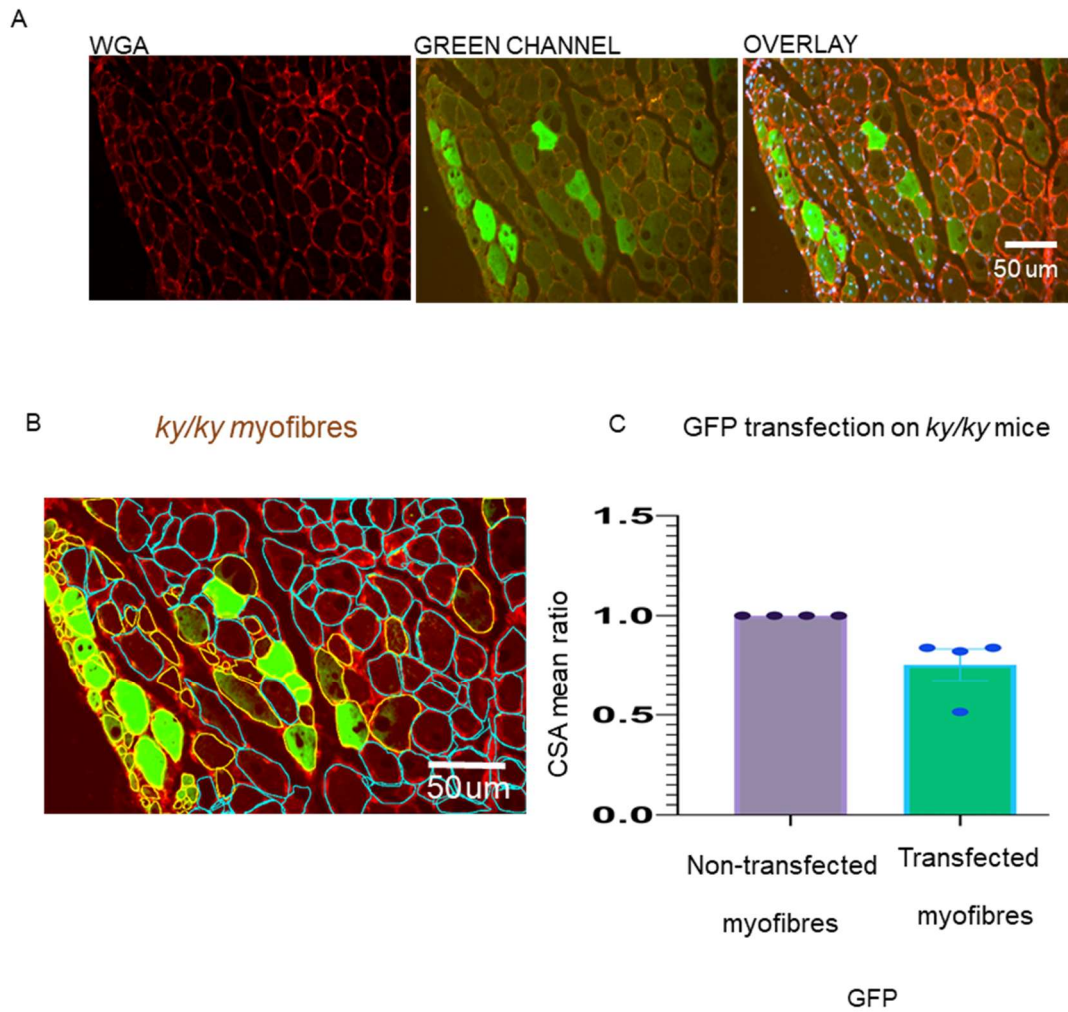 A
WGA
GREEN CHANNEL
OVERLAY
50 um
B
ky/ky myofibres
50um
C
GFP transfection on ky/ky mice
CSA mean ratio
1.5
1.0
0.5
0.0
Non-transfected
myofibres
Transfected
myofibres
GFP